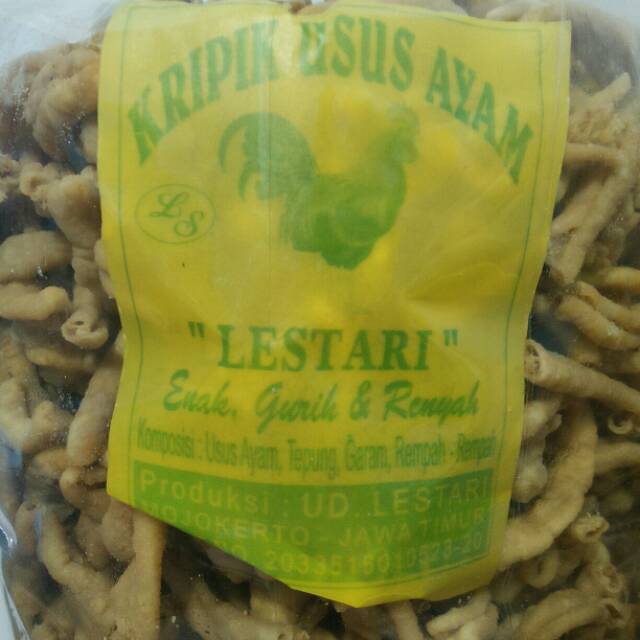 KRIPIK USUS AYAM
LS
" LESTARI "
Enak, Gurih & Renyah
Komposisi : Usus Ayam, Tepung, Garam, Rempah - Rempah
Produksi UD. LESTARI
MOJOKERTO - JAWA TIMUR